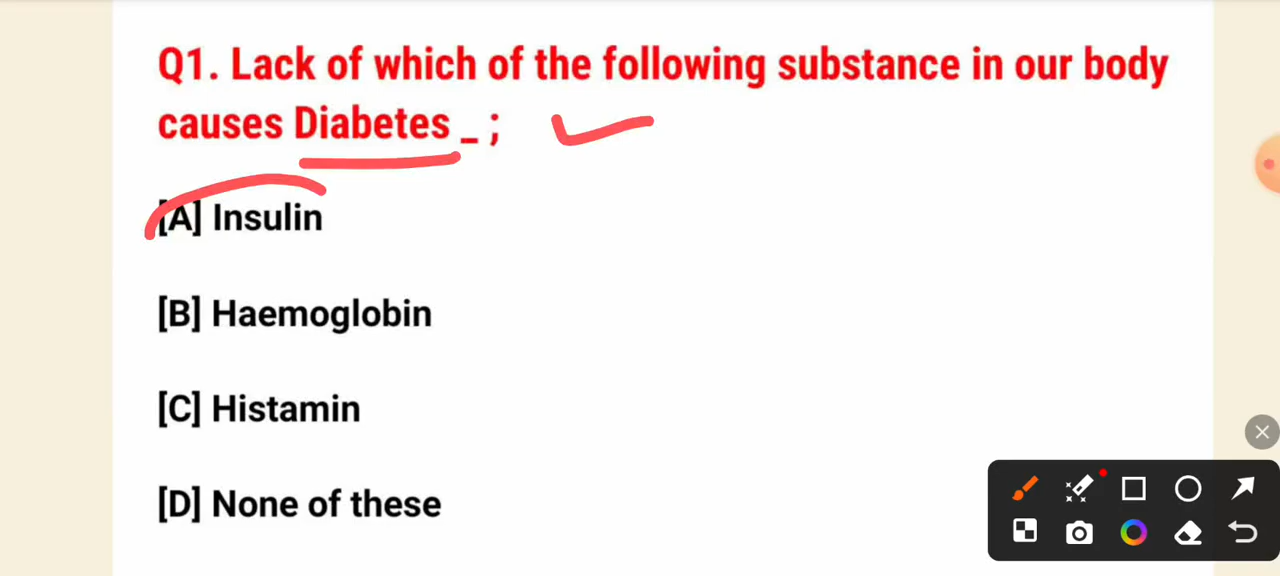 Q1. Lack of which of the following substance in our body
causes Diabetes _ ;
[A] Insulin
[B] Haemoglobin
[C] Histamin
[D] None of these